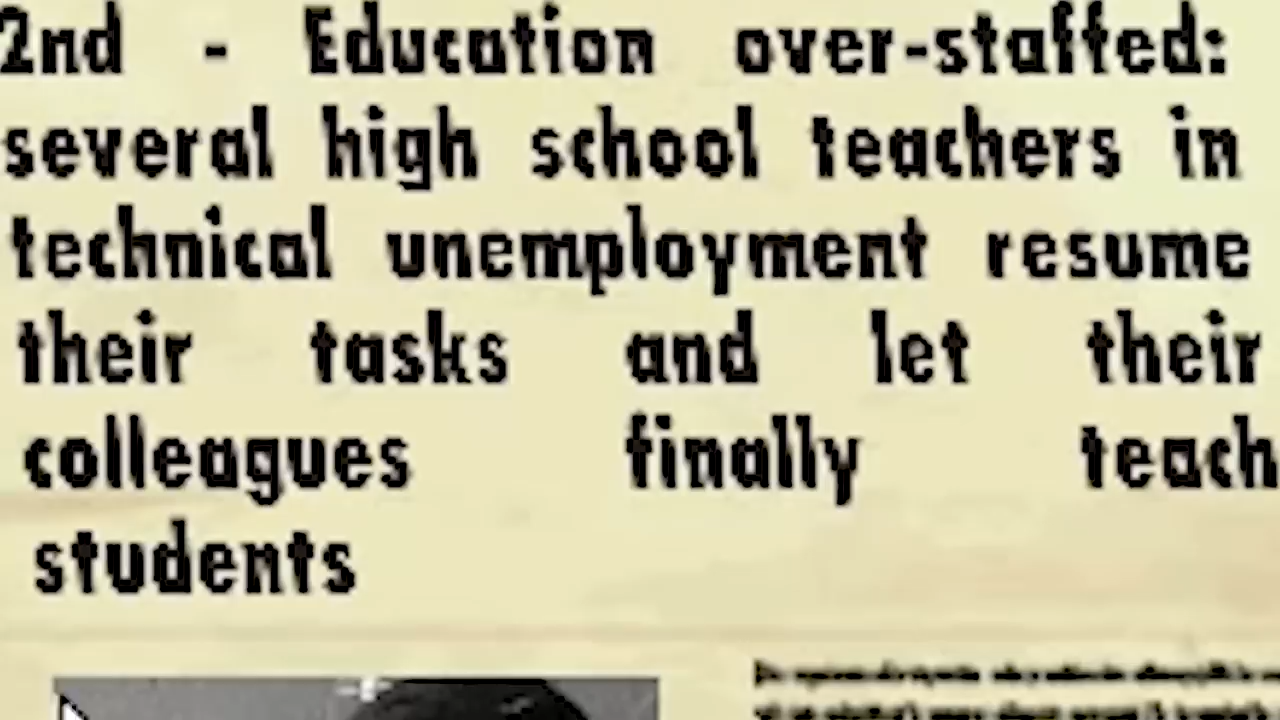 2nd - Education over-staffed:
several high school teachers in
technical unemployment resume
their tasks and let their
colleagues finally teach
students